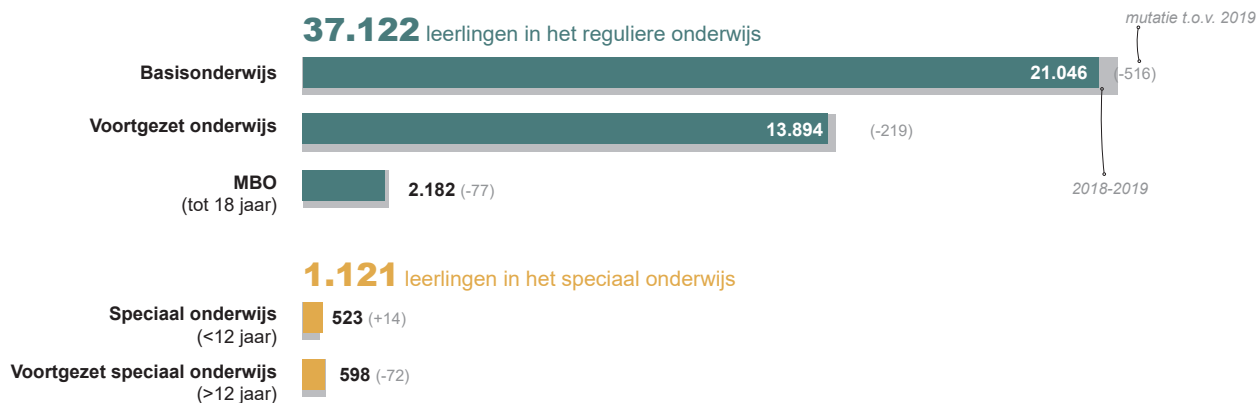 mutatie t.o.v. 2019
37.122 leerlingen in het reguliere onderwijs
Basisonderwijs 21.046 (-516)
Voortgezet onderwijs 13.894 (-219)
MBO 2.182 (-77)
(tot 18 jaar)
2018-2019
1.121 leerlingen in het speciaal onderwijs
Speciaal onderwijs 523 (+14)
(<12 jaar)
Voortgezet speciaal onderwijs 598 (-72)
(>12 jaar)